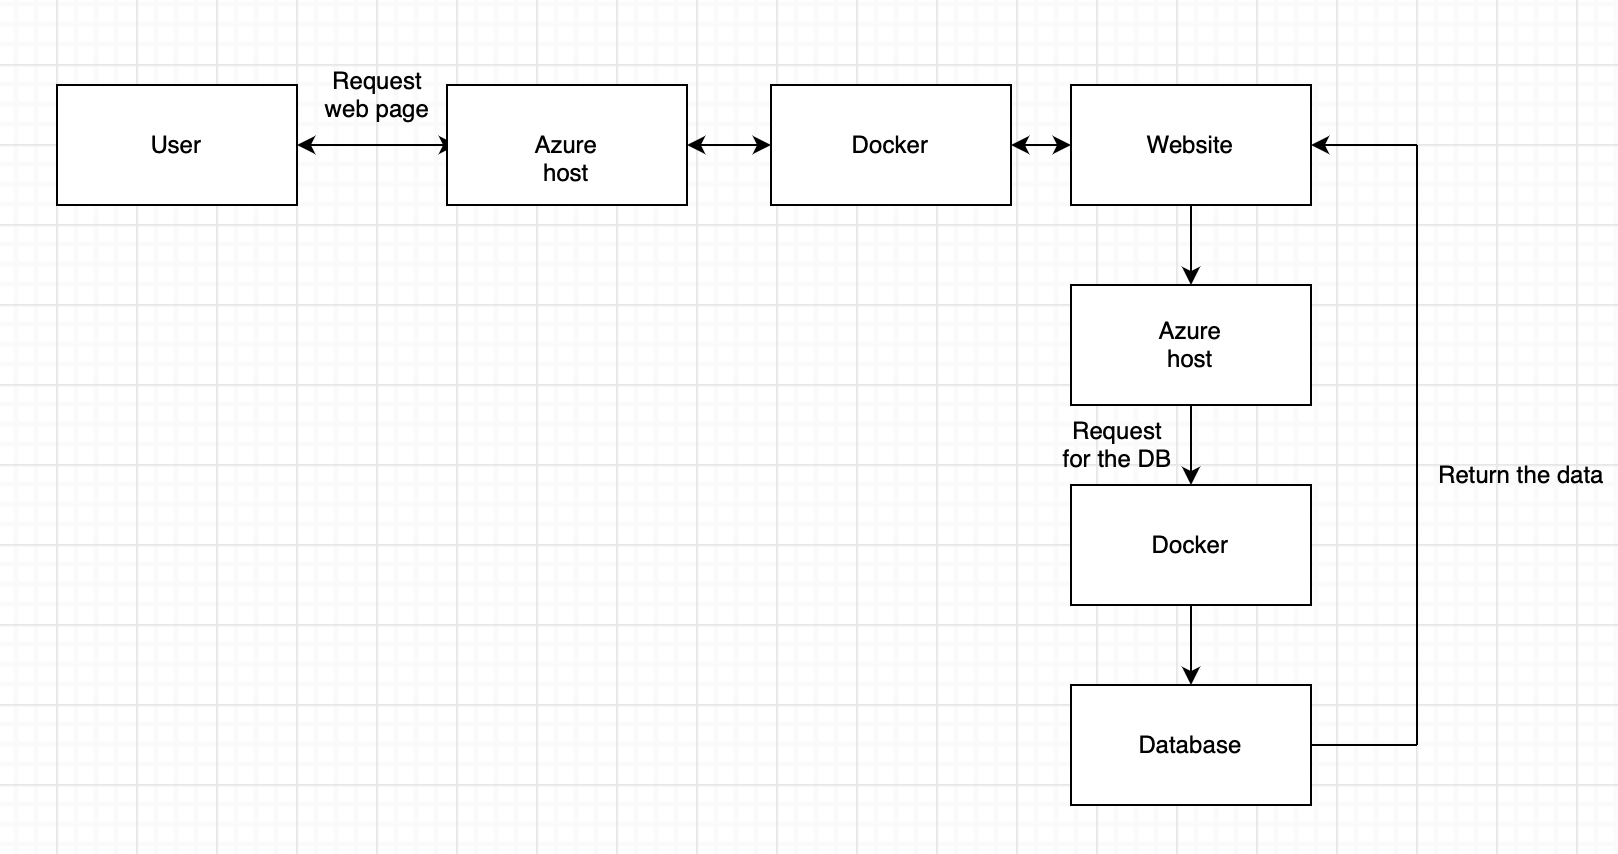 Request
web page
User
Azure
host
Docker
Website
Azure
host
Request
for the DB
Return the data
Docker
Database